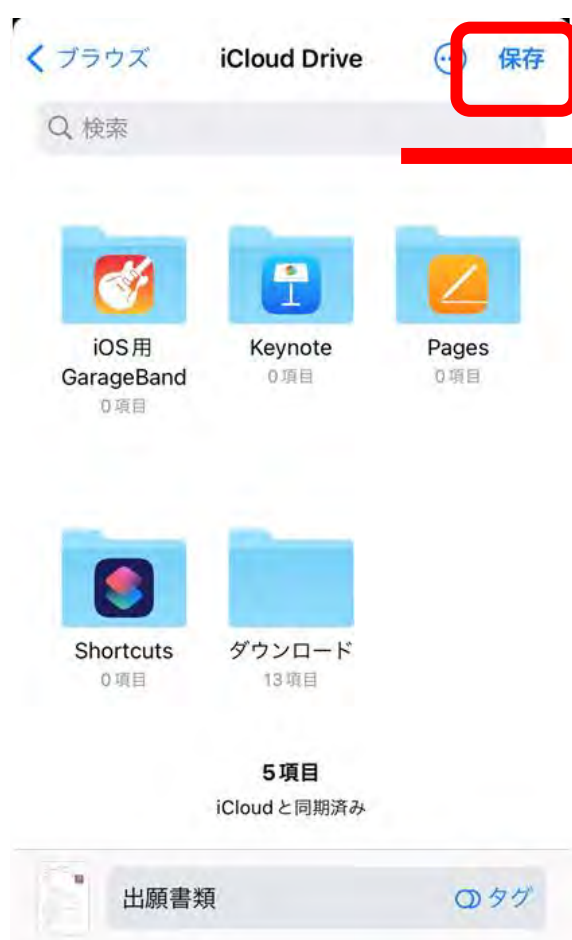 ブラウズ iCloud Drive 保存
検索
iOS用
GarageBand
0項目
Keynote
0項目
Pages
0項目
Shortcuts
0項目
ダウンロード
13項目
5項目
iCloudと同期済み
出願書類 タグ